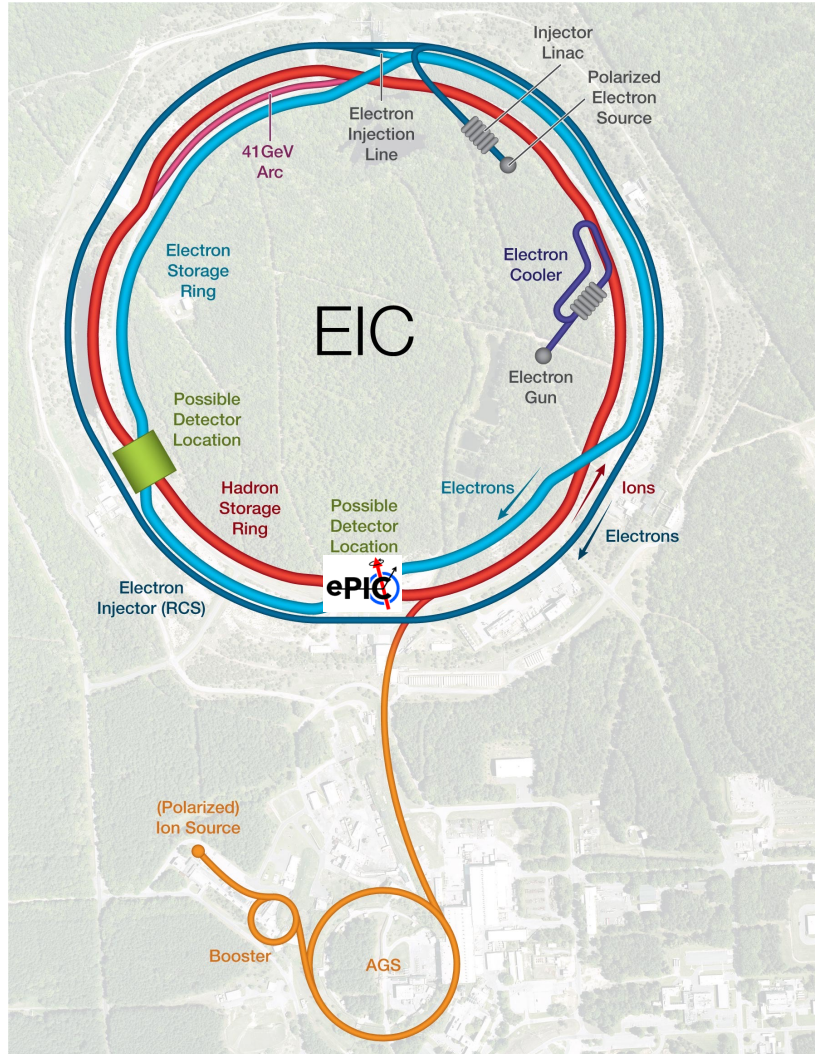 Injector
Linac
Polarized
Electron
Source
Electron
Injection
Line
41GeV
Arc
Electron
Storage
Ring
Electron
Cooler
EIC
Electron
Gun
Possible
Detector
Location
Hadron
Storage
Ring
Possible
Detector
Location
Electrons
Ions
Electrons
ePIC
Electron
Injector (RCS)
(Polarized)
Ion Source
Booster
AGS